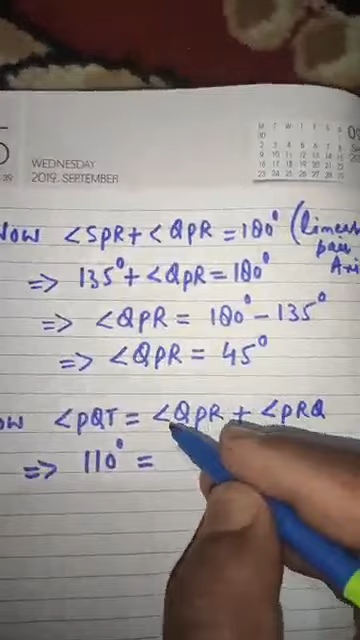 WEDNESDAY
2019, SEPTEMBER
Now ∠SPR + ∠QPR = 180° (linear
pair
⇒ 135° + ∠QPR = 180°
⇒ ∠QPR = 180° - 135°
⇒ ∠QPR = 45°
∠PQT = ∠QPR + ∠PRQ
⇒ 110° =